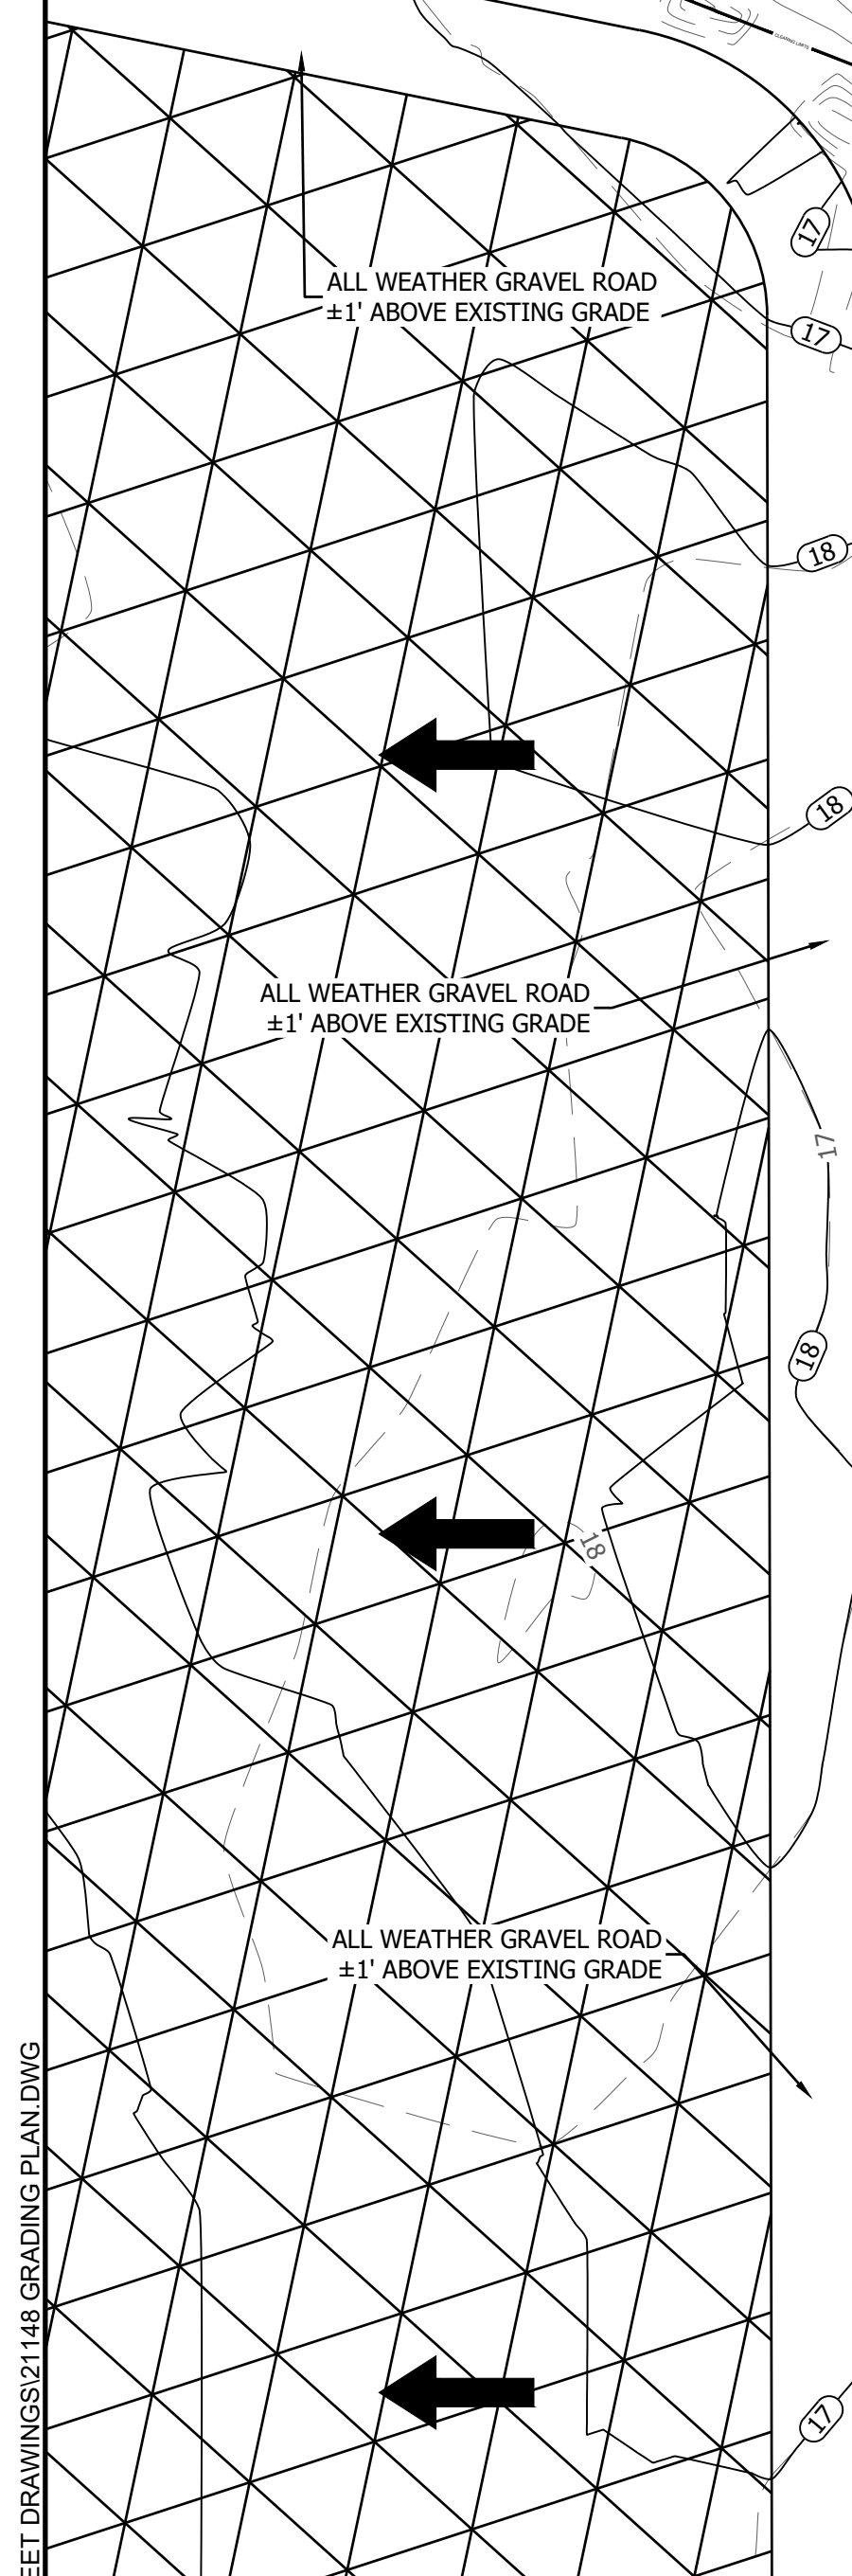 CLEARING LIMITS
17
ALL WEATHER GRAVEL ROAD
±1' ABOVE EXISTING GRADE
17
18
18
ALL WEATHER GRAVEL ROAD
±1' ABOVE EXISTING GRADE
17
18
18
ALL WEATHER GRAVEL ROAD
±1' ABOVE EXISTING GRADE
17
EET DRAWINGS\21148 GRADING PLAN.DWG